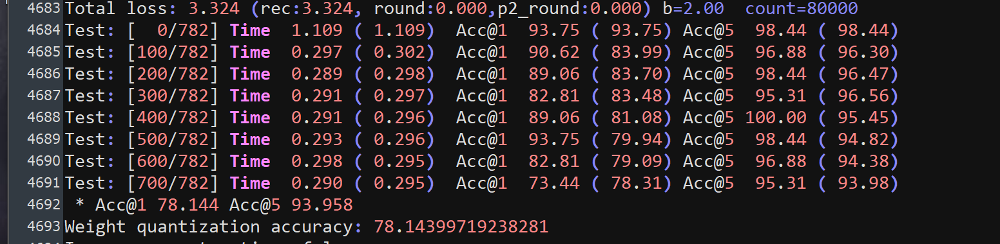 4683 Total loss: 3.324 (rec:3.324, round:0.000,p2_round:0.000) b=2.00  count=80000
4684 Test: [  0/782] Time  1.109 ( 1.109)  Acc@1  93.75 ( 93.75) Acc@5  98.44 ( 98.44)
4685 Test: [100/782] Time  0.297 ( 0.302)  Acc@1  90.62 ( 83.99) Acc@5  96.88 ( 96.30)
4686 Test: [200/782] Time  0.289 ( 0.298)  Acc@1  89.06 ( 83.70) Acc@5  98.44 ( 96.47)
4687 Test: [300/782] Time  0.291 ( 0.297)  Acc@1  82.81 ( 83.48) Acc@5  95.31 ( 96.56)
4688 Test: [400/782] Time  0.291 ( 0.296)  Acc@1  89.06 ( 81.08) Acc@5 100.00 ( 95.45)
4689 Test: [500/782] Time  0.293 ( 0.296)  Acc@1  93.75 ( 79.94) Acc@5  98.44 ( 94.82)
4690 Test: [600/782] Time  0.298 ( 0.295)  Acc@1  82.81 ( 79.09) Acc@5  96.88 ( 94.38)
4691 Test: [700/782] Time  0.290 ( 0.295)  Acc@1  73.44 ( 78.31) Acc@5  95.31 ( 93.98)
4692  * Acc@1 78.144 Acc@5 93.958
4693 Weight quantization accuracy: 78.14399719238281